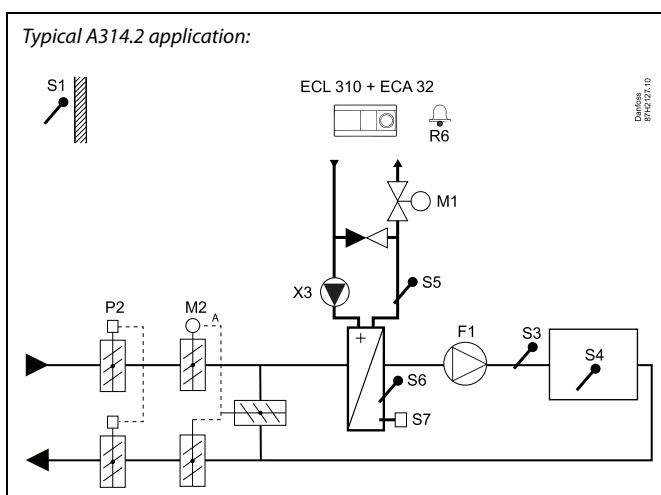 Typical A314.2 application:
S1
ECL 310 + ECA 32
R6
Danfoss
87H2127.10
M1
X3
S5
P2
M2
A
F1
S3
S4
+
S6
S7